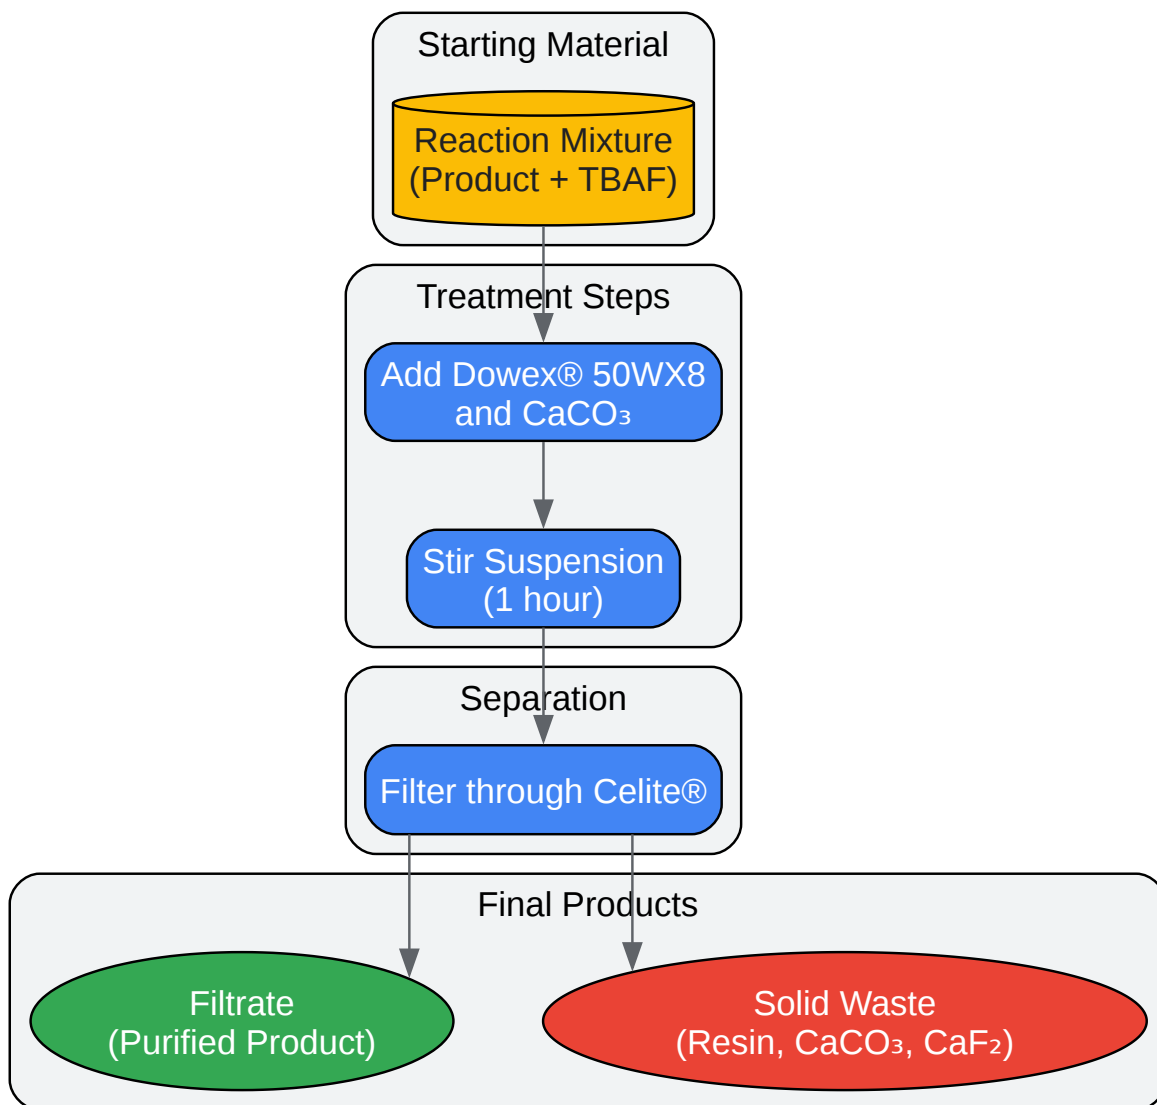 Starting Material
Reaction Mixture
(Product + TBAF)
Treatment Steps
Add Dowex® 50WX8
and CaCO₃
Stir Suspension
(1 hour)
Separation
Filter through Celite®
Final Products
Filtrate
(Purified Product)
Solid Waste
(Resin, CaCO₃, CaF₂)